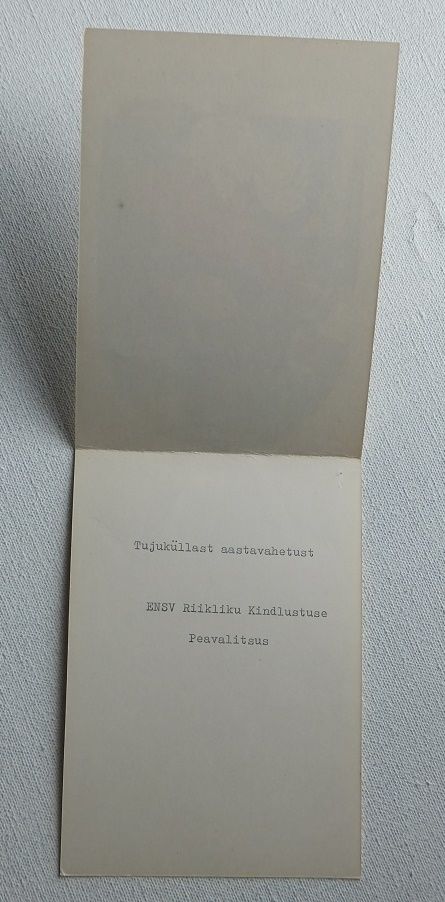 Tujuküllast aastavahetust
ENSV Riikliku Kindlustuse
Peavalitsus